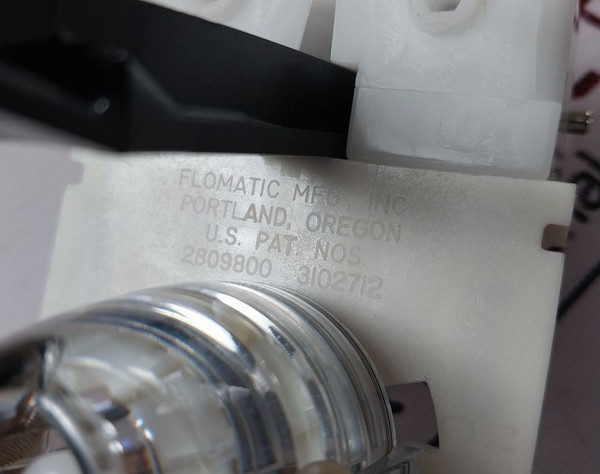 FLOMATIC MFG. INC
PORTLAND, OREGON
U.S. PAT. NOS.
2809800 3102712